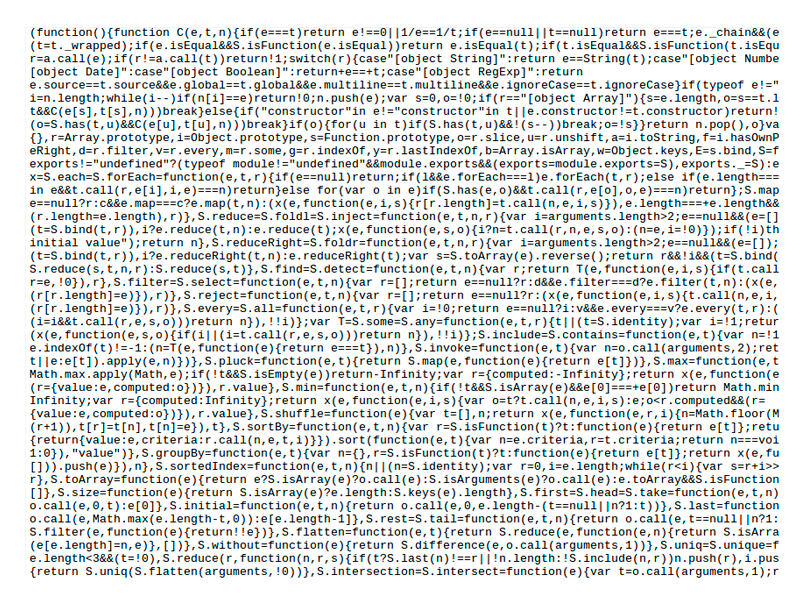 (function(){function C(e,t,n){if(e===t)return e!==0||1/e==1/t;if(e==null||t==null)return e===t;e._chain&&(e
(t=t._wrapped);if(e.isEqual&&S.isFunction(e.isEqual))return e.isEqual(t);if(t.isEqual&&S.isFunction(t.isEqu
r=a.call(e);if(r!=a.call(t))return!1;switch(r){case"[object String]":return e==String(t);case"[object Numbe
[object Date]":case"[object Boolean]":return+e==+t;case"[object RegExp]":return
e.source==t.source&&e.global==t.global&&e.multiline==t.multiline&&e.ignoreCase==t.ignoreCase}if(typeof e!="
i=n.length;while(i--)if(n[i]==e)return!0;n.push(e);var s=0,o=!0;if(r=="[object Array]"){s=e.length,o=s==t.l
t&&C(e[s],t[s],n)))break}else{if("constructor"in e!="constructor"in t||e.constructor!=t.constructor)return!
(o=S.has(t,u)&&C(e[u],t[u],n)))break}if(o){for(u in t)if(S.has(t,u)&&!(s--))break;o=!s}}return n.pop(),o}va
{},r=Array.prototype,i=Object.prototype,s=Function.prototype,o=r.slice,u=r.unshift,a=i.toString,f=i.hasOwnP
eRight,d=r.filter,v=r.every,m=r.some,g=r.indexOf,y=r.lastIndexOf,b=Array.isArray,w=Object.keys,E=s.bind,S=f
exports!="undefined"?(typeof module!="undefined"&&module.exports&&(exports=module.exports=S),exports._=S):e
x=S.each=S.forEach=function(e,t,r){if(e==null)return;if(l&&e.forEach===l)e.forEach(t,r);else if(e.length===
in e&&t.call(r,e[i],i,e)===n)return}else for(var o in e)if(S.has(e,o)&&t.call(r,e[o],o,e)===n)return};S.map
e==null?r:c&&e.map===c?e.map(t,n):(x(e,function(e,i,s){r[r.length]=t.call(n,e,i,s)}),e.length===+e.length&&
(r.length=e.length),r)},S.reduce=S.foldl=S.inject=function(e,t,n,r){var i=arguments.length>2;e==null&&(e=[]
(t=S.bind(t,r)),i?e.reduce(t,n):e.reduce(t);x(e,function(e,s,o){i?n=t.call(r,n,e,s,o):(n=e,i=!0)});if(!i)th
initial value");return n},S.reduceRight=S.foldr=function(e,t,n,r){var i=arguments.length>2;e==null&&(e=[]);
(t=S.bind(t,r)),i?e.reduceRight(t,n):e.reduceRight(t);var s=S.toArray(e).reverse();return r&&!i&&(t=S.bind(
S.reduce(s,t,n,r):S.reduce(s,t)},S.find=S.detect=function(e,t,n){var r;return T(e,function(e,i,s){if(t.call
r=e,!0}),r},S.filter=S.select=function(e,t,n){var r=[];return e==null?r:d&&e.filter===d?e.filter(t,n):(x(e,
(r[r.length]=e)}),r)},S.reject=function(e,t,n){var r=[];return e==null?r:(x(e,function(e,i,s){t.call(n,e,i,
(r[r.length]=e)}),r)},S.every=S.all=function(e,t,r){var i=!0;return e==null?i:v&&e.every===v?e.every(t,r):(
(i=i&&t.call(r,e,s,o)))return n}),!!i)};var T=S.some=S.any=function(e,t,r){t||(t=S.identity);var i=!1;retur
(x(e,function(e,s,o){if(i||(i=t.call(r,e,s,o)))return n}),!!i)};S.include=S.contains=function(e,t){var n=!1
e.indexOf(t)!=-1:(n=T(e,function(e){return e===t}),n)},S.invoke=function(e,t){var n=o.call(arguments,2);ret
t||e:e[t]).apply(e,n)})},S.pluck=function(e,t){return S.map(e,function(e){return e[t]})},S.max=function(e,t
Math.max.apply(Math,e);if(!t&&S.isEmpty(e))return-Infinity;var r={computed:-Infinity};return x(e,function(e
(r={value:e,computed:o})}),r.value},S.min=function(e,t,n){if(!t&&S.isArray(e)&&e[0]===+e[0])return Math.min
Infinity;var r={computed:Infinity};return x(e,function(e,i,s){var o=t?t.call(n,e,i,s):e;o<r.computed&&(r=
{value:e,computed:o})}),r.value},S.shuffle=function(e){var t=[],n;return x(e,function(e,r,i){n=Math.floor(M
(r+1)),t[r]=t[n],t[n]=e}),t},S.sortBy=function(e,t,n){var r=S.isFunction(t)?t:function(e){return e[t]};retu
{return{value:e,criteria:r.call(n,e,t,i)}}).sort(function(e,t){var n=e.criteria,r=t.criteria;return n===voi
1:0}),"value")},S.groupBy=function(e,t){var n={},r=S.isFunction(t)?t:function(e){return e[t]};return x(e,fu
[])).push(e)}),n},S.sortedIndex=function(e,t,n){n||(n=S.identity);var r=0,i=e.length;while(r<i){var s=r+i>>
r},S.toArray=function(e){return e?S.isArray(e)?o.call(e):S.isArguments(e)?o.call(e):e.toArray&&S.isFunction
[]},S.size=function(e){return S.isArray(e)?e.length:S.keys(e).length},S.first=S.head=S.take=function(e,t,n)
o.call(e,0,t):e[0]},S.initial=function(e,t,n){return o.call(e,0,e.length-(t==null||n?1:t))},S.last=function
o.call(e,Math.max(e.length-t,0)):e[e.length-1]},S.rest=S.tail=function(e,t,n){return o.call(e,t==null||n?1:
S.filter(e,function(e){return!!e})},S.flatten=function(e,t){return S.reduce(e,function(e,n){return S.isArra
(e[e.length]=n,e)},[])},S.without=function(e){return S.difference(e,o.call(arguments,1))},S.uniq=S.unique=f
e.length<3&&(t=!0),S.reduce(r,function(n,r,s){if(t?S.last(n)!==r||!n.length:!S.include(n,r))n.push(r),i.pus
{return S.uniq(S.flatten(arguments,!0))},S.intersection=S.intersect=function(e){var t=o.call(arguments,1);r